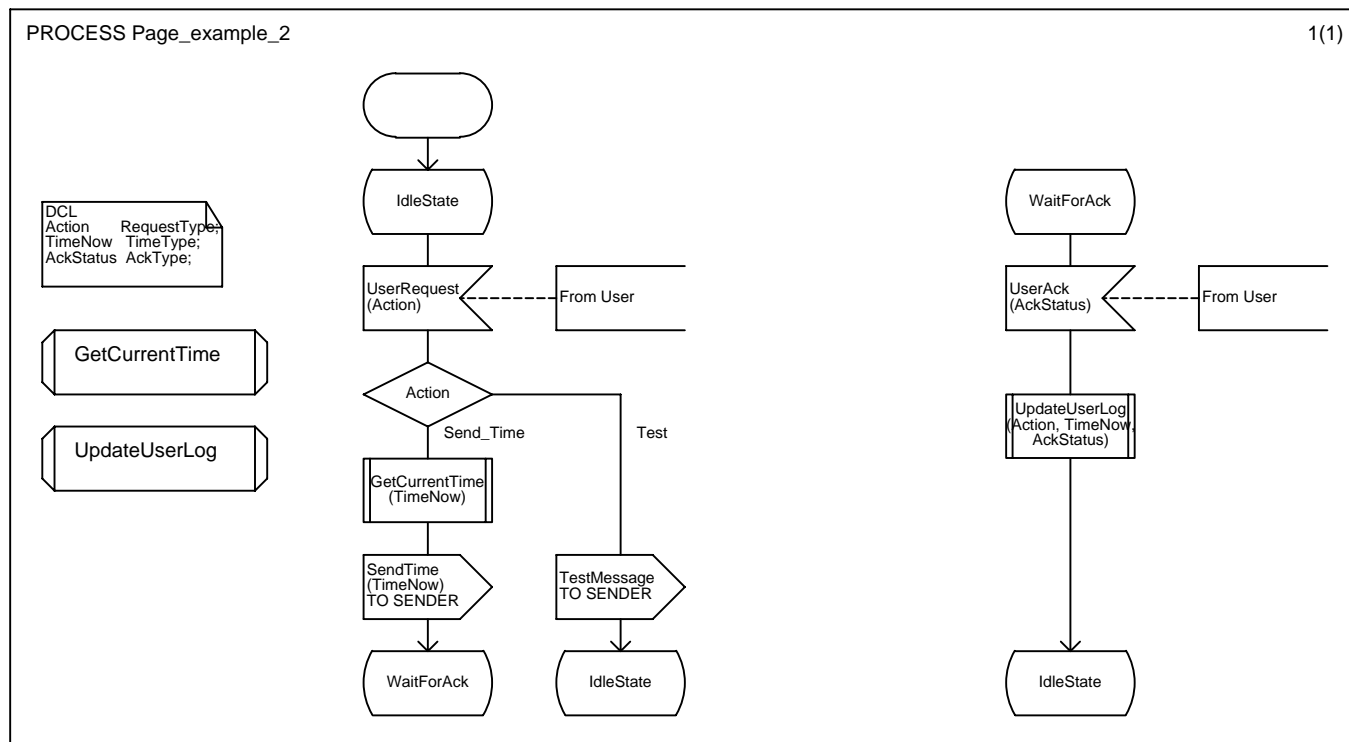 PROCESS Page_example_2
1(1)
DCL
Action RequestType;
TimeNow TimeType;
AckStatus AckType;
GetCurrentTime
UpdateUserLog
IdleState
UserRequest
(Action)
From User
Action
Send_Time
Test
GetCurrentTime
(TimeNow)
SendTime
(TimeNow)
TO SENDER
TestMessage
TO SENDER
WaitForAck
IdleState
WaitForAck
UserAck
(AckStatus)
From User
UpdateUserLog
(Action, TimeNow,
AckStatus)
IdleState